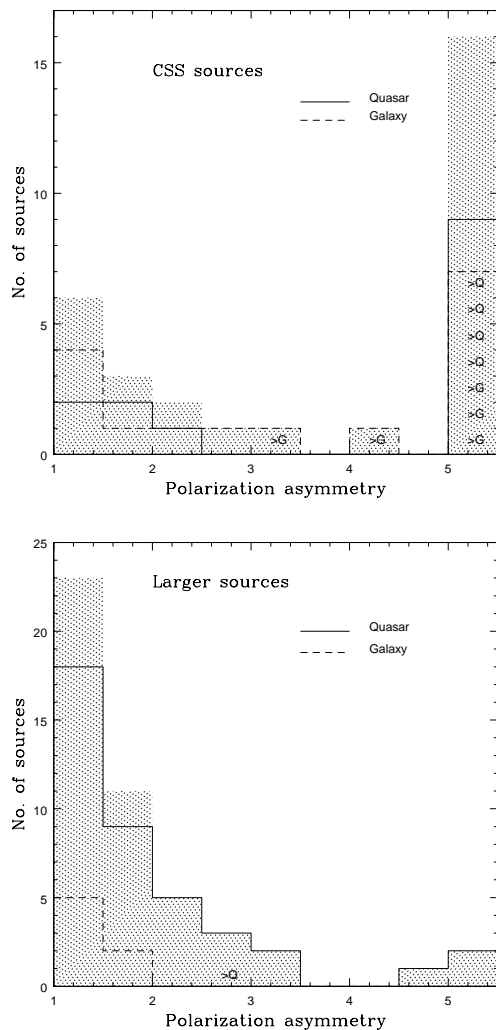 CSS sources
Quasar
Galaxy
No. of sources
15
10
5
0
>Q
>Q
>Q
>Q
>G
>G
>G
>G
>G
1
2
3
4
5
Polarization asymmetry
Larger sources
Quasar
Galaxy
No. of sources
25
20
15
10
5
0
>Q
1
2
3
4
5
Polarization asymmetry